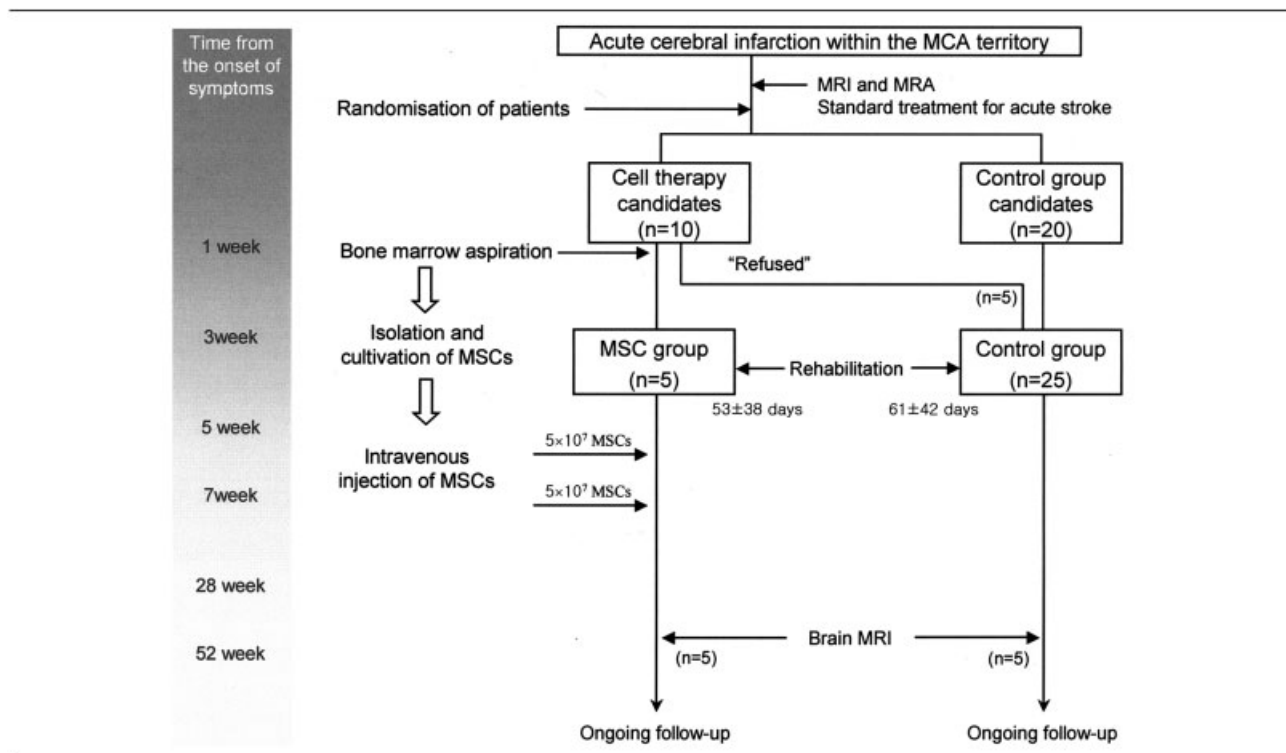 Time from
the onset of
symptoms
1 week
3week
5 week
7week
28 week
52 week
Acute cerebral infarction within the MCA territory
MRI and MRA
Standard treatment for acute stroke
Randomisation of patients
Cell therapy
candidates
(n=10)
Control group
candidates
(n=20)
Bone marrow aspiration
“Refused”
(n=5)
Isolation and
cultivation of MSCs
MSC group
(n=5)
Rehabilitation
Control group
(n=25)
53±38 days
61±42 days
5×10⁷ MSCs
Intravenous
injection of MSCs
5×10⁷ MSCs
Brain MRI
(n=5)
(n=5)
Ongoing follow-up
Ongoing follow-up